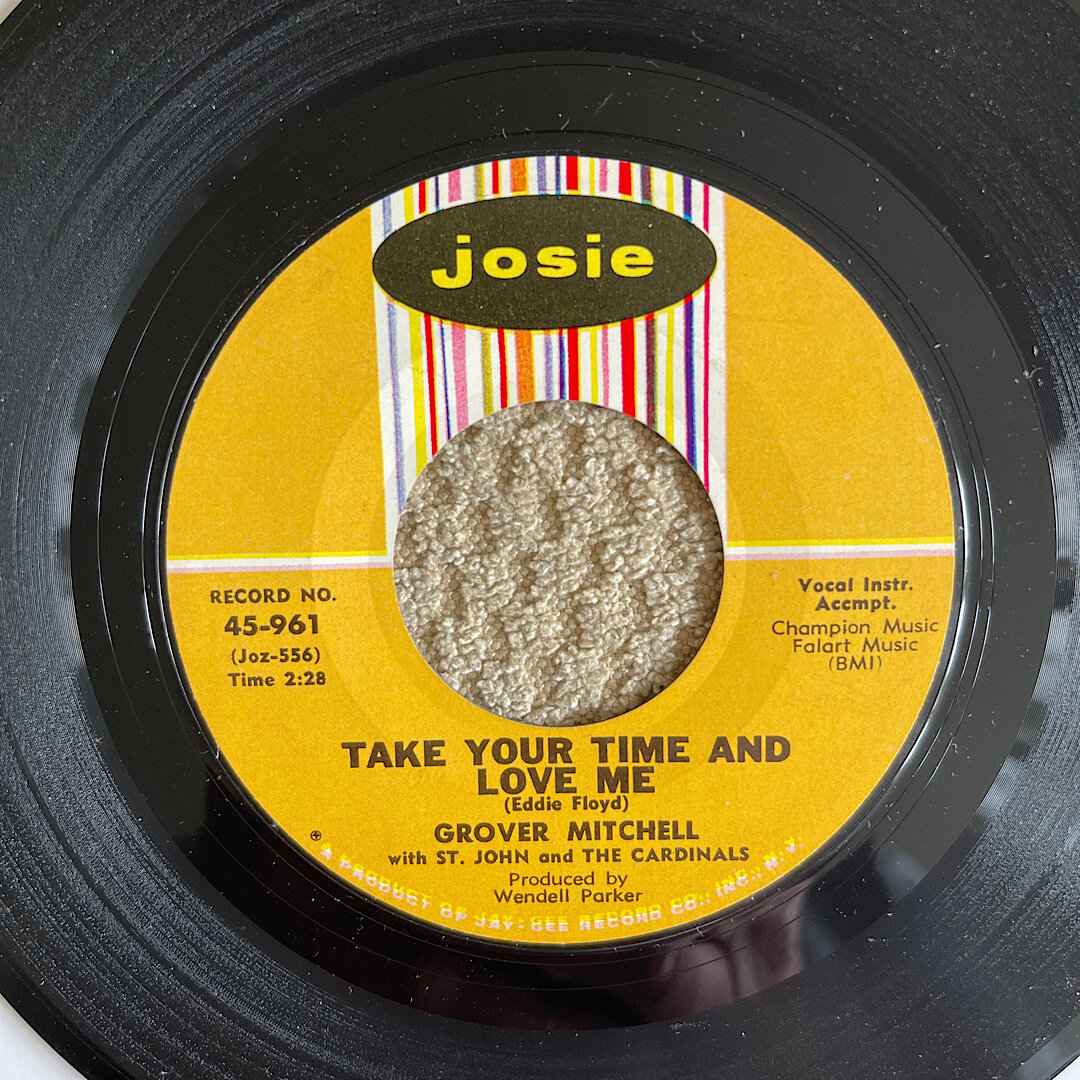 josie
RECORD NO.
45-961
(Joz-556)
Time 2:28
Vocal Instr.
Accmpt.
Champion Music
Falart Music
(BMI)
TAKE YOUR TIME AND
LOVE ME
(Eddie Floyd)
GROVER MITCHELL
with ST. JOHN and THE CARDINALS
Produced by
Wendell Parker
A PRODUCT OF JAY-GEE RECORD CO., INC., N.Y.